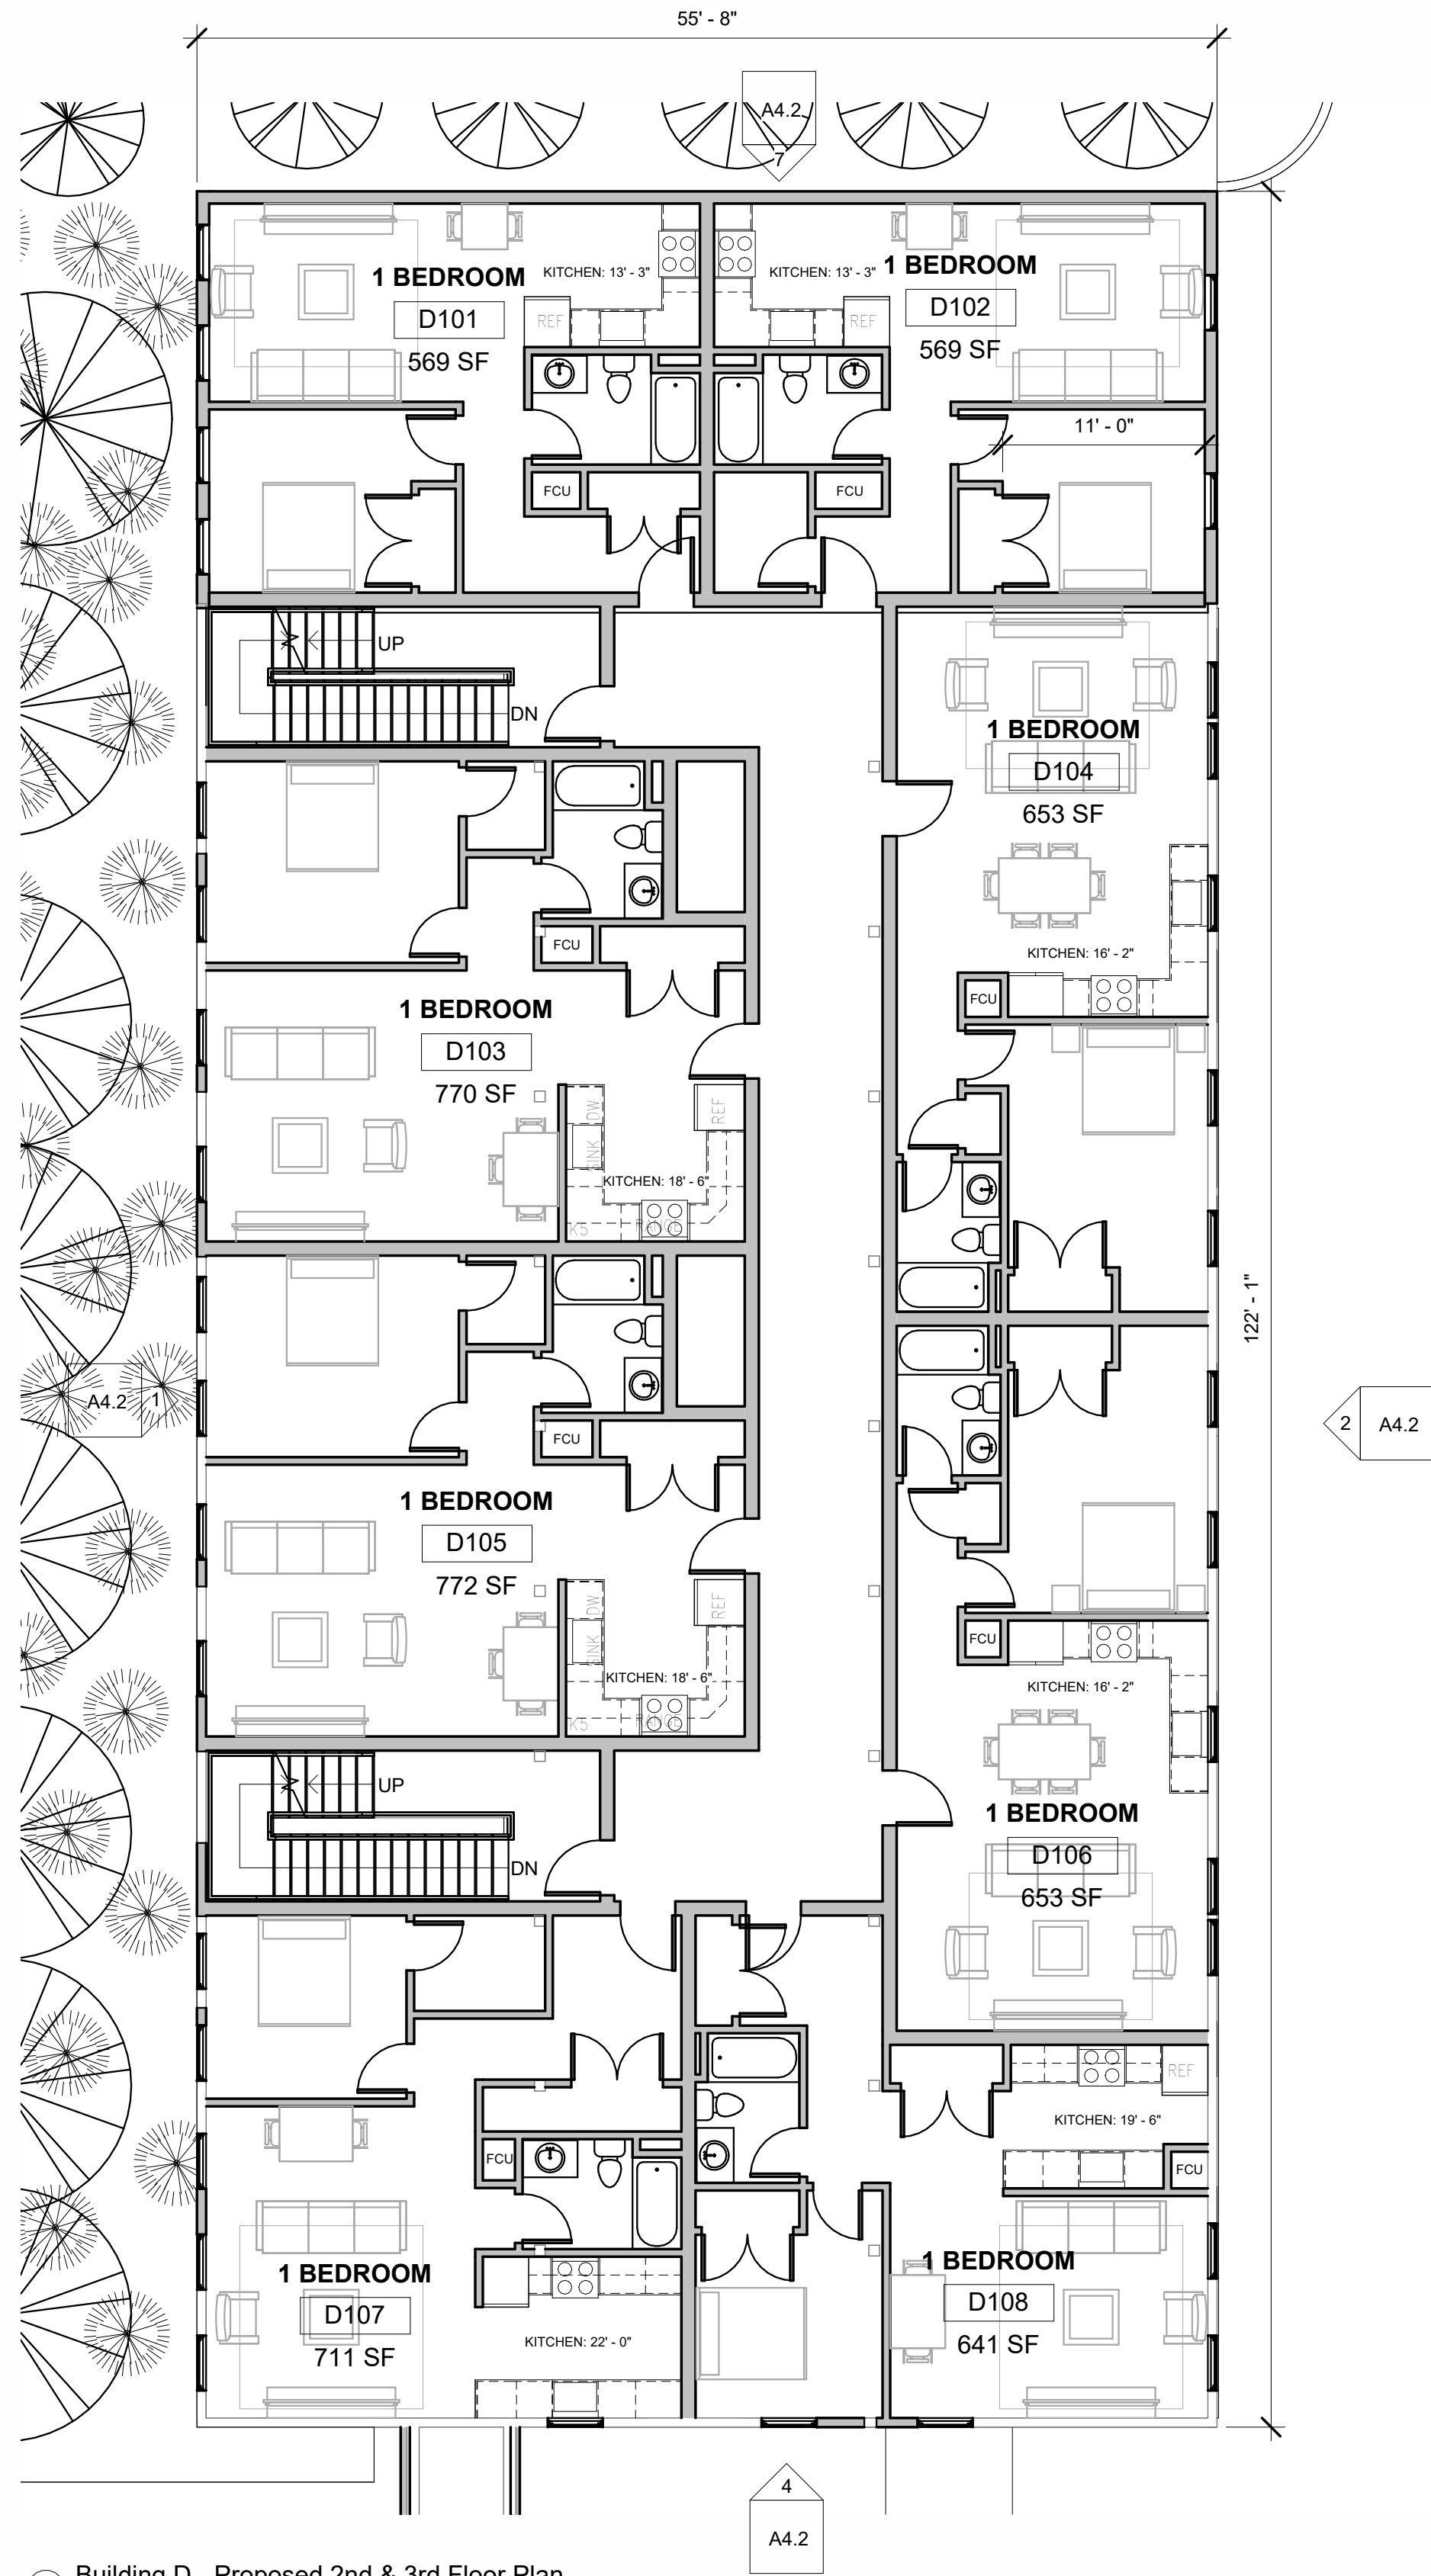 55' - 8"
A4.2
7
1 BEDROOM
D101
569 SF
KITCHEN: 13' - 3"
REF
KITCHEN: 13' - 3"
REF
1 BEDROOM
D102
569 SF
11' - 0"
FCU
FCU
UP
DN
1 BEDROOM
D104
653 SF
KITCHEN: 16' - 2"
FCU
FCU
1 BEDROOM
D103
770 SF
DW
SINK
REF
KITCHEN: 18' - 6"
RANGE
K5
122' - 1"
A4.2
1
2
A4.2
FCU
1 BEDROOM
D105
772 SF
DW
SINK
REF
KITCHEN: 18' - 6"
RANGE
K5
FCU
KITCHEN: 16' - 2"
1 BEDROOM
D106
653 SF
UP
DN
REF
KITCHEN: 19' - 6"
FCU
FCU
1 BEDROOM
D107
711 SF
KITCHEN: 22' - 0"
1 BEDROOM
D108
641 SF
4
A4.2
Building D - Proposed 2nd & 3rd Floor Plan